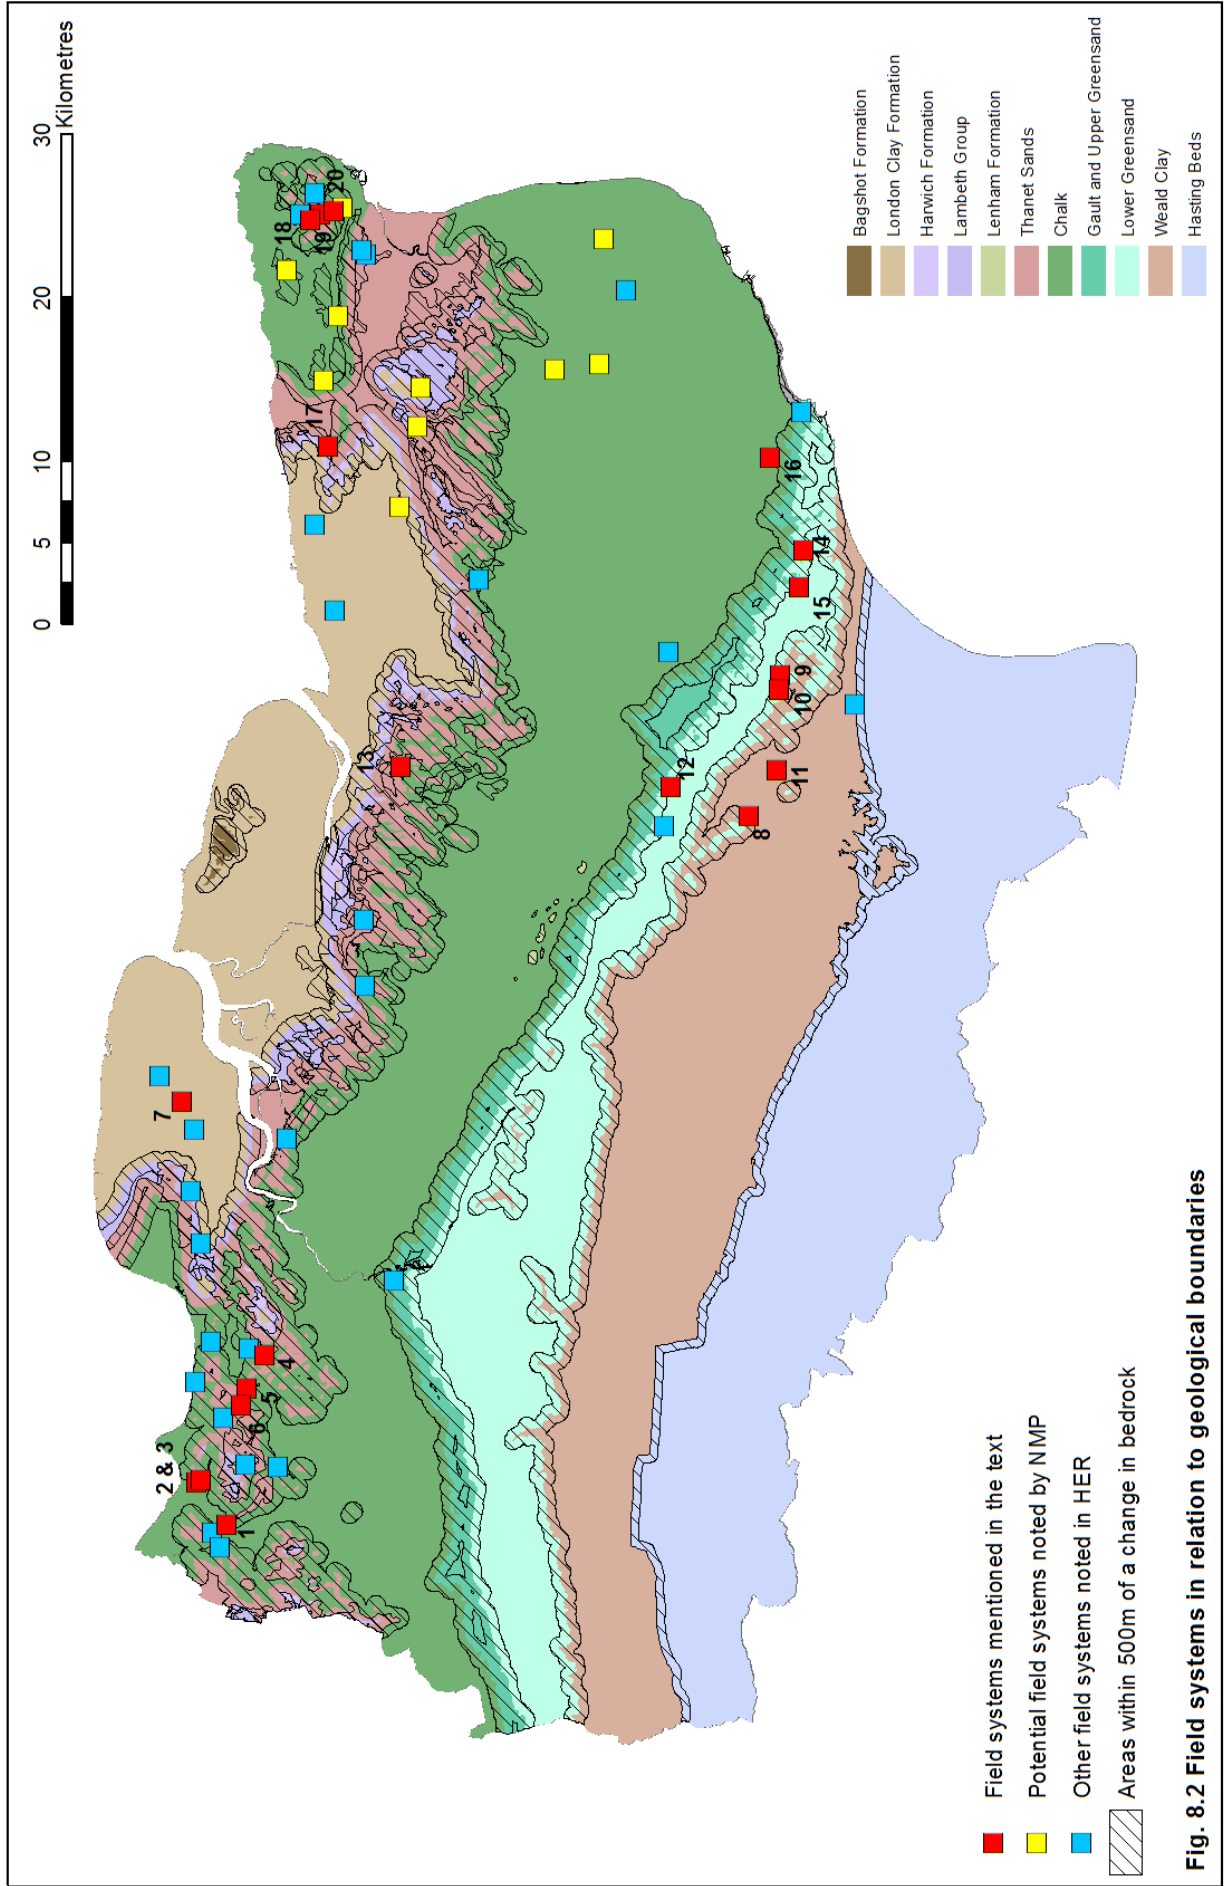 0 5 10 20 30
Kilometres
1
2 & 3
4
5
6
7
8
9
10
11
12
13
14
15
16
17
18
19
20
Bagshot Formation
London Clay Formation
Harwich Formation
Lambeth Group
Lenham Formation
Thanet Sands
Chalk
Gault and Upper Greensand
Lower Greensand
Weald Clay
Hasting Beds
Field systems mentioned in the text
Potential field systems noted by NMP
Other field systems noted in HER
Areas within 500m of a change in bedrock
Fig. 8.2 Field systems in relation to geological boundaries